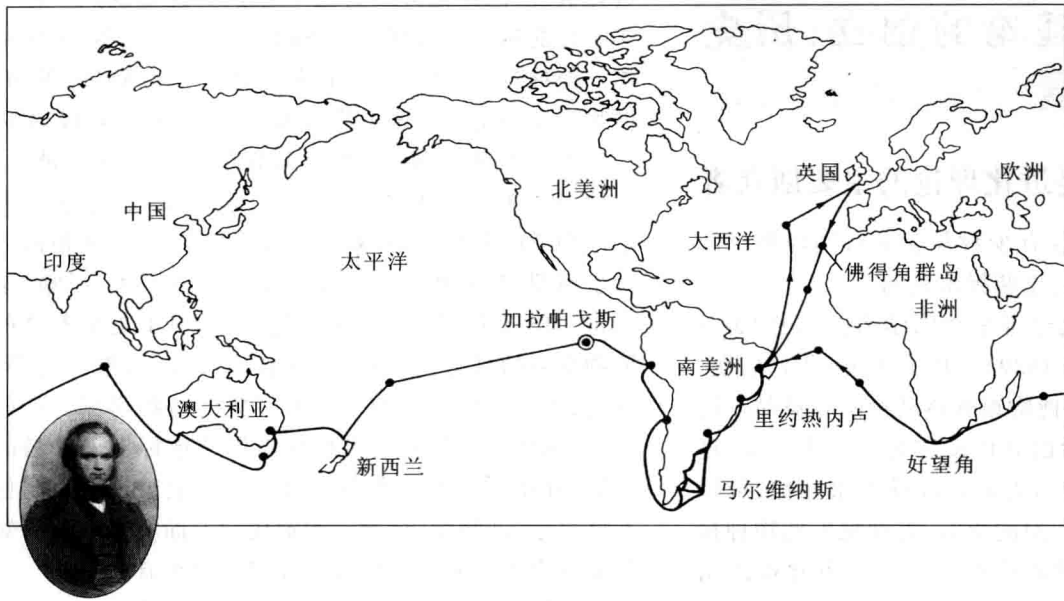 英国
欧洲
北美洲
中国
大西洋
印度
太平洋
佛得角群岛
非洲
加拉帕戈斯
南美洲
澳大利亚
里约热内卢
新西兰
好望角
马尔维纳斯